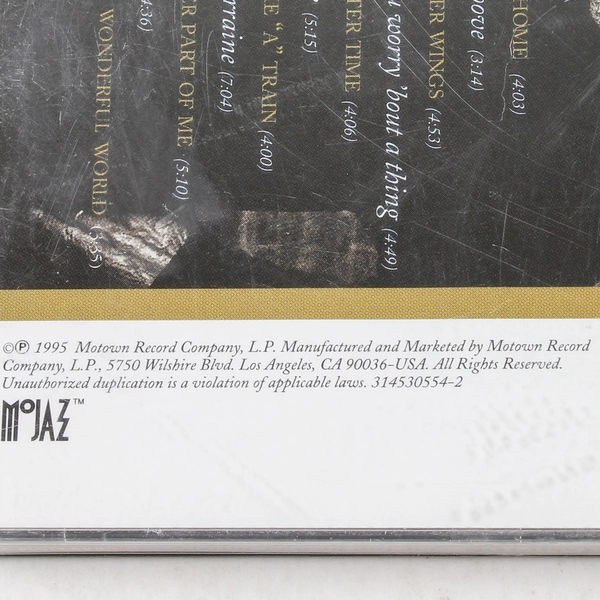 HOME (4:03)
(3:14)
ER WINGS (4:53)
worry 'bout a thing (4:49)
TER TIME (4:06)
(5:15)
E "A" TRAIN (4:00)
rraine (7:04)
R PART OF ME (5:10)
:36)
WONDERFUL WORLD
©℗ 1995 Motown Record Company, L.P. Manufactured and Marketed by Motown Record
Company, L.P., 5750 Wilshire Blvd. Los Angeles, CA 90036-USA. All Rights Reserved.
Unauthorized duplication is a violation of applicable laws. 314530554-2
MoJAZ™